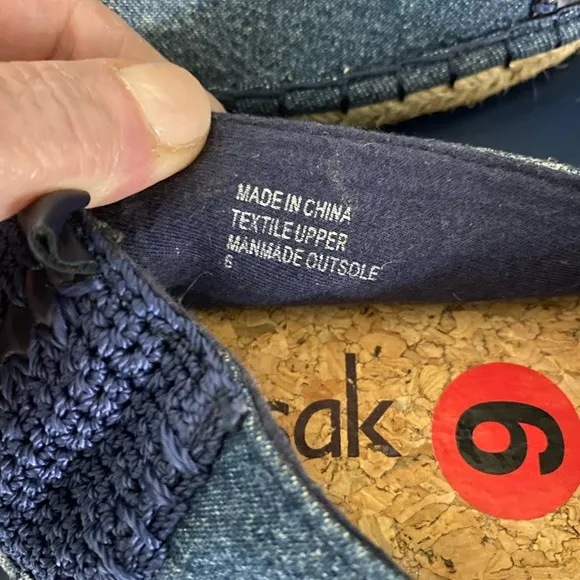 MADE IN CHINA
TEXTILE UPPER
MANMADE OUTSOLE
6
sak
6